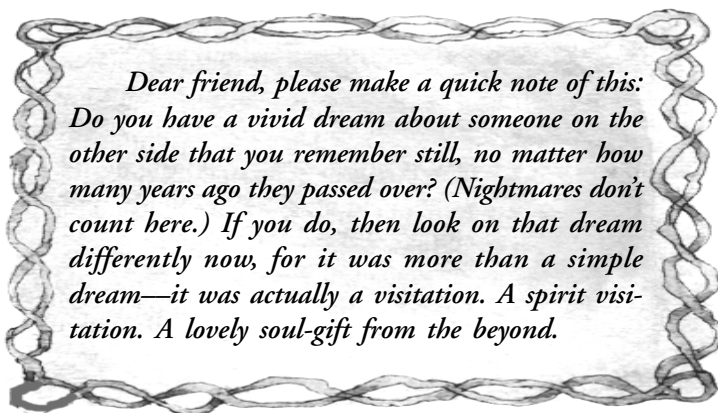 Dear friend, please make a quick note of this:
Do you have a vivid dream about someone on the
other side that you remember still, no matter how
many years ago they passed over? (Nightmares don’t
count here.) If you do, then look on that dream
differently now, for it was more than a simple
dream—it was actually a visitation. A spirit visi-
tation. A lovely soul-gift from the beyond.